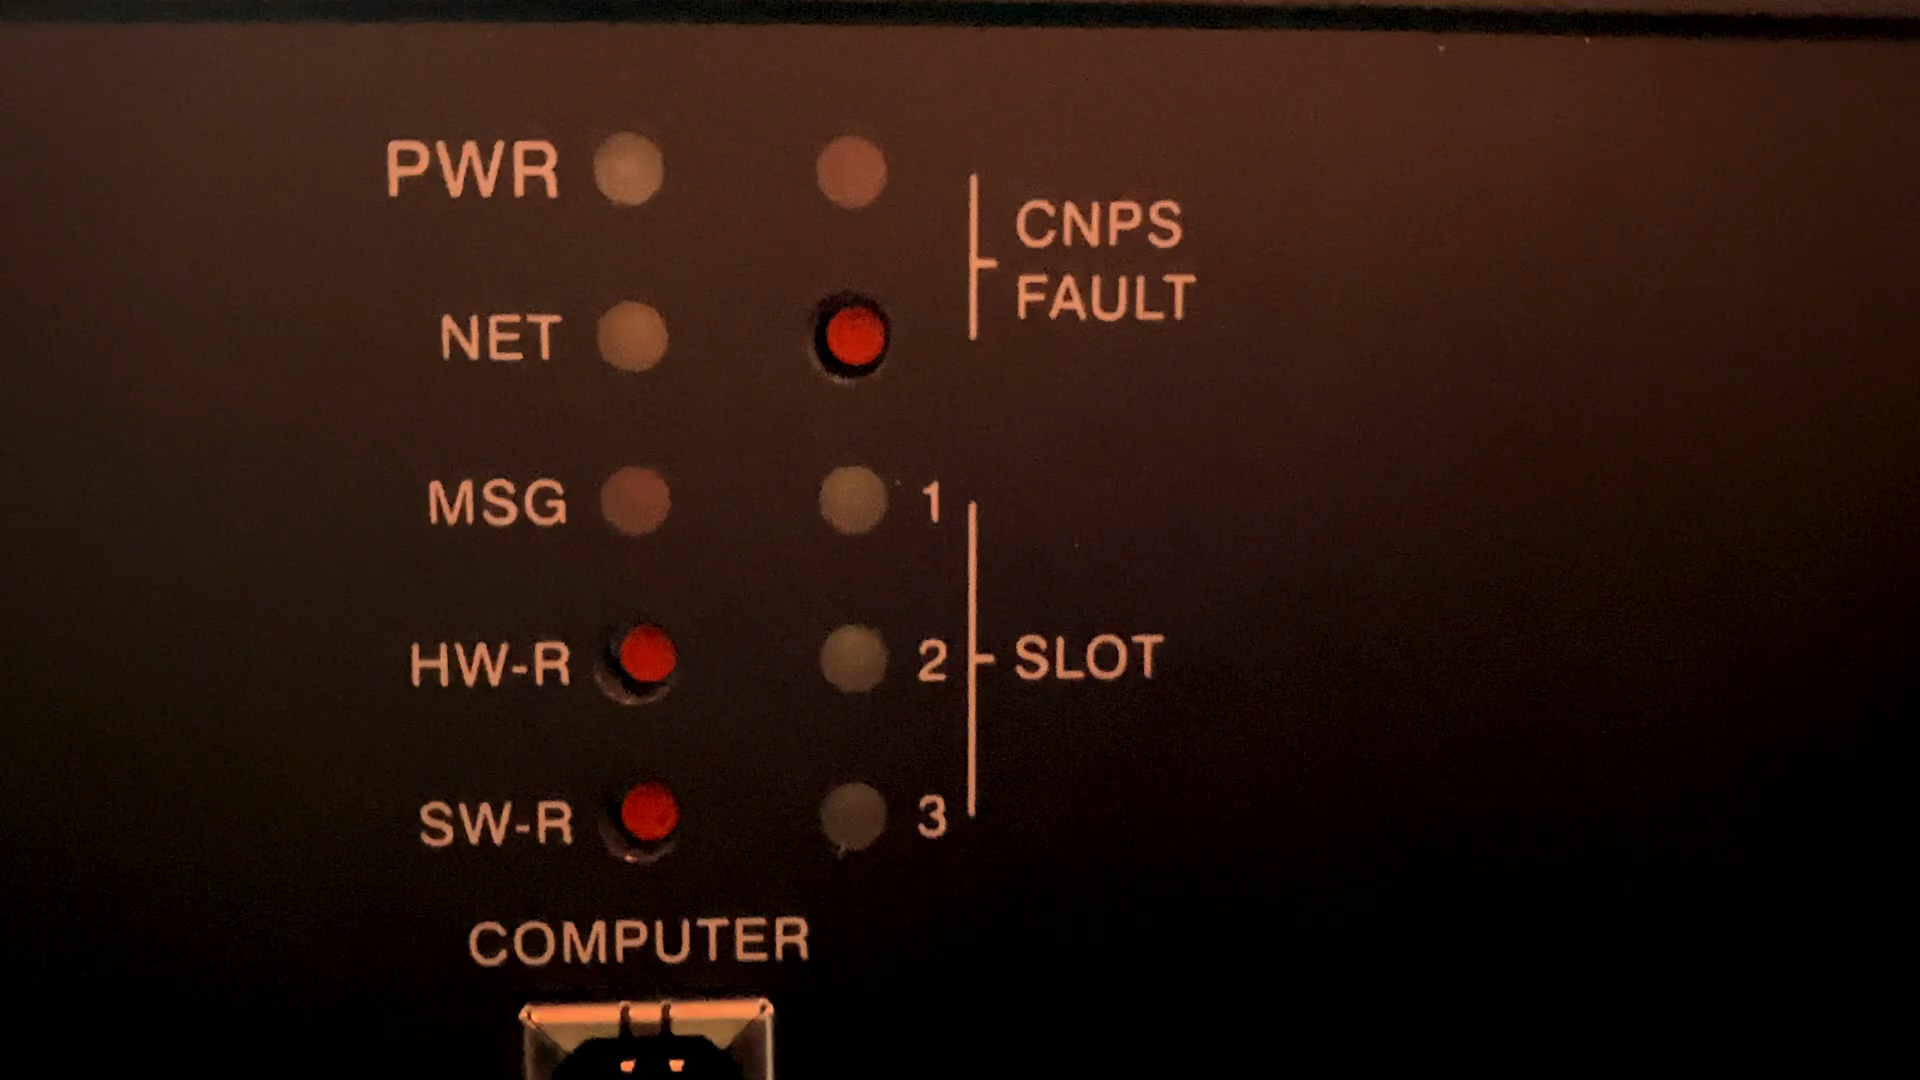 PWR
CNPS
FAULT
NET
MSG
1
HW-R
2
SLOT
SW-R
3
COMPUTER